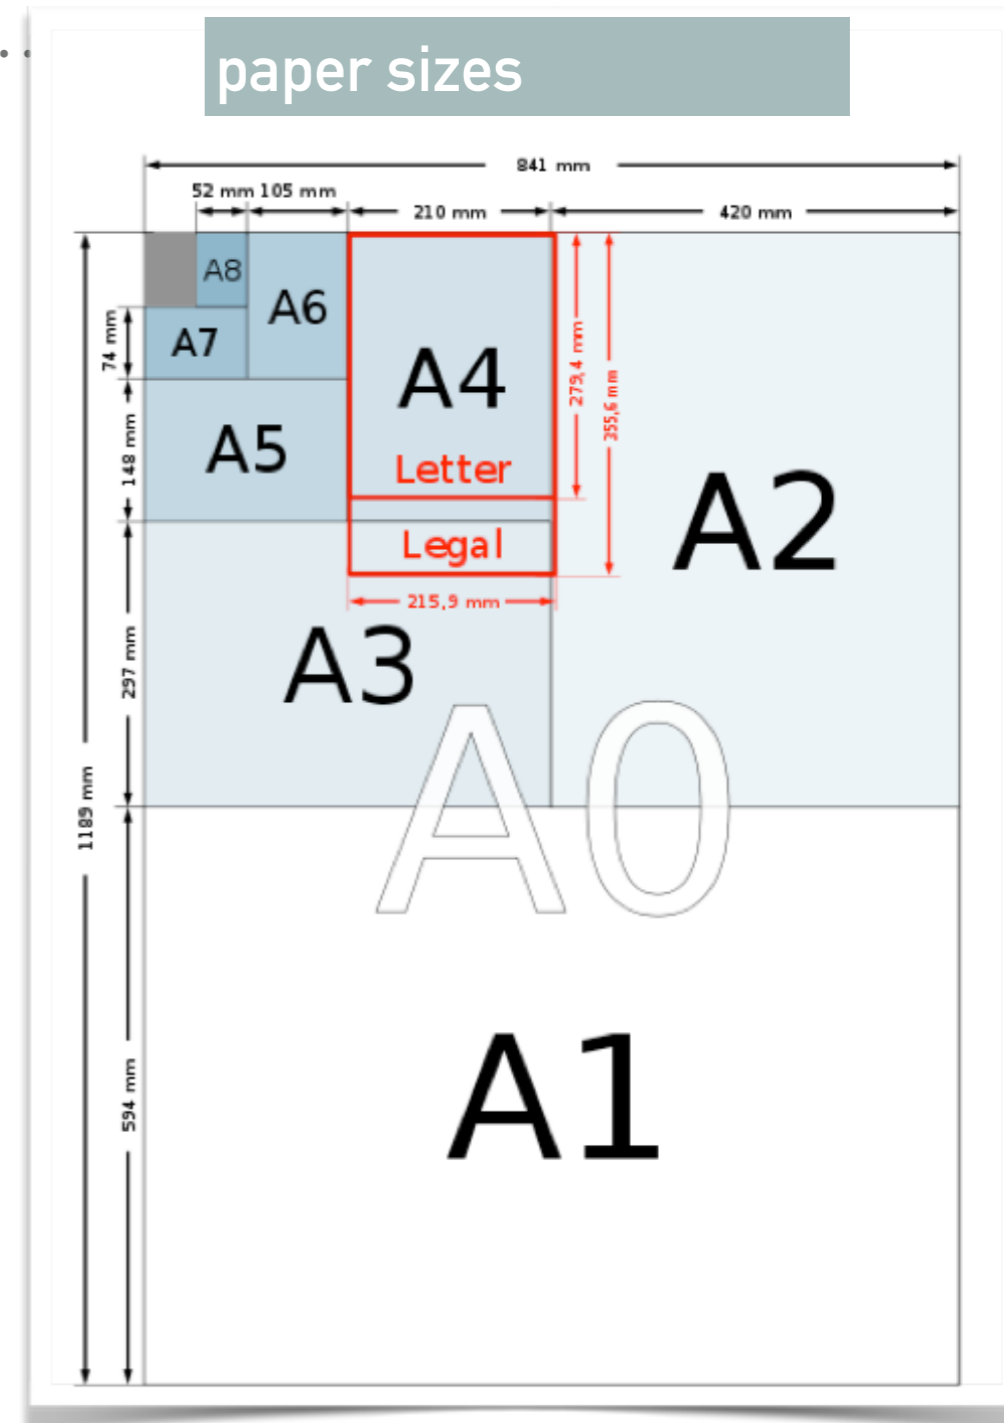 paper sizes
841 mm
52 mm 105 mm
210 mm
420 mm
A8
A6
A7
74 mm
A4
279,4 mm
355,6 mm
A5
148 mm
Letter
Legal
A2
215,9 mm
A3
297 mm
A0
1189 mm
A1
594 mm